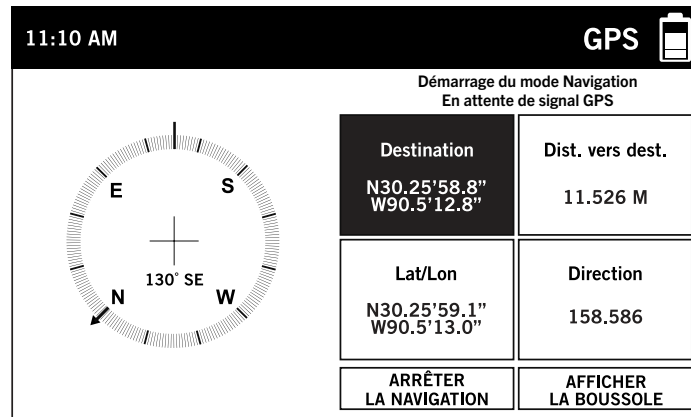 11:10 AM
GPS
Démarrage du mode Navigation
En attente de signal GPS
E
S
130° SE
N
W
Destination
N30.25’58.8”
W90.5’12.8”
Dist. vers dest.
11.526 M
Lat/Lon
N30.25’59.1”
W90.5’13.0”
Direction
158.586
ARRÊTER
LA NAVIGATION
AFFICHER
LA BOUSSOLE